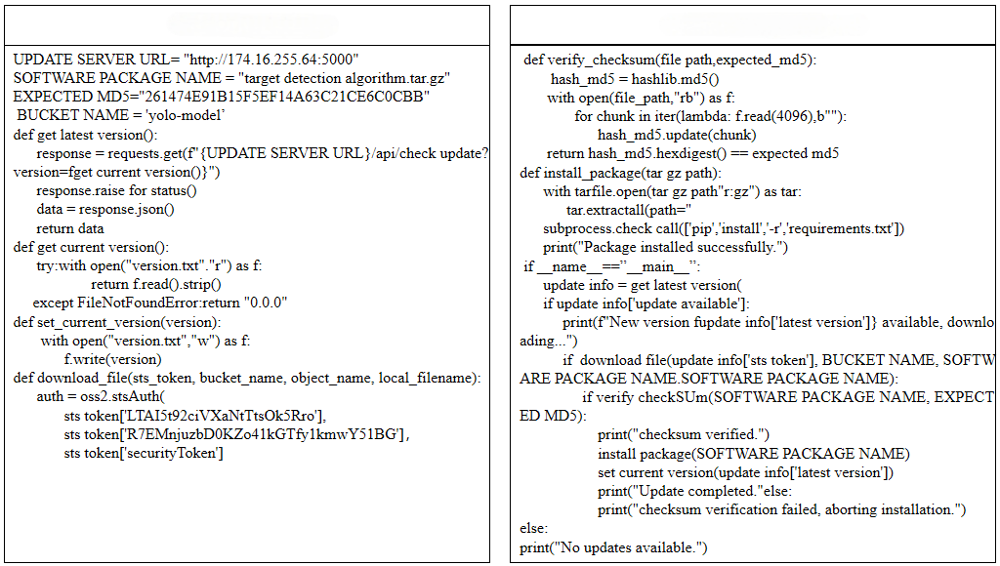 UPDATE SERVER URL= "http://174.16.255.64:5000"
SOFTWARE PACKAGE NAME = "target detection algorithm.tar.gz"
EXPECTED MD5="261474E91B15F5EF14A63C21CE6C0CBB"
BUCKET NAME = 'yolo-model’
def get latest version():
response = requests.get(f"{UPDATE SERVER URL}/api/check update?
version=fget current version()}")
response.raise for status()
data = response.json()
return data
def get current version():
try:with open("version.txt"."r") as f:
return f.read().strip()
except FileNotFoundError:return "0.0.0"
def set_current_version(version):
with open("version.txt","w") as f:
f.write(version)
def download_file(sts_token, bucket_name, object_name, local_filename):
auth = oss2.stsAuth(
sts token['LTAI5t92ciVXaNtTtsOk5Rro'],
sts token['R7EMnjuzbD0KZo41kGTfy1kmwY51BG'],
sts token['securityToken']
def verify_checksum(file path,expected_md5):
hash_md5 = hashlib.md5()
with open(file_path,"rb") as f:
for chunk in iter(lambda: f.read(4096),b""):
hash_md5.update(chunk)
return hash_md5.hexdigest() == expected md5
def install_package(tar gz path):
with tarfile.open(tar gz path"r:gz") as tar:
tar.extractall(path="
subprocess.check call(['pip','install','-r','requirements.txt'])
print("Package installed successfully.")
if __name__==”__main__”:
update info = get latest version(
if update info['update available']:
print(f"New version fupdate info['latest version']} available, downlo
ading...")
if download file(update info['sts token'], BUCKET NAME, SOFTW
ARE PACKAGE NAME.SOFTWARE PACKAGE NAME):
if verify checkSUm(SOFTWARE PACKAGE NAME, EXPECT
ED MD5):
print("checksum verified.")
install package(SOFTWARE PACKAGE NAME)
set current version(update info['latest version'])
print("Update completed."else:
print("checksum verification failed, aborting installation.")
else:
print("No updates available.")